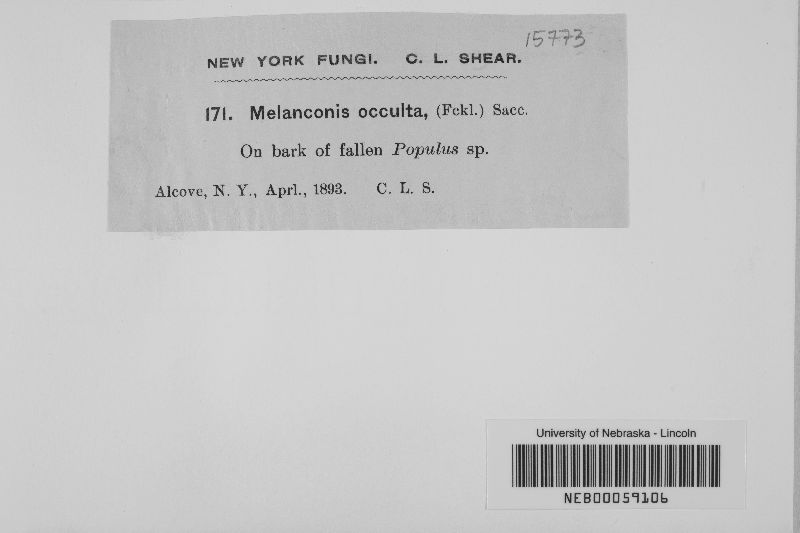 15773
NEW YORK FUNGI. C. L. SHEAR.
171. Melanconis occulta, (Fckl.) Sacc.
On bark of fallen Populus sp.
Alcove, N. Y., Aprl., 1893. C. L. S.
University of Nebraska - Lincoln
NEB00059106